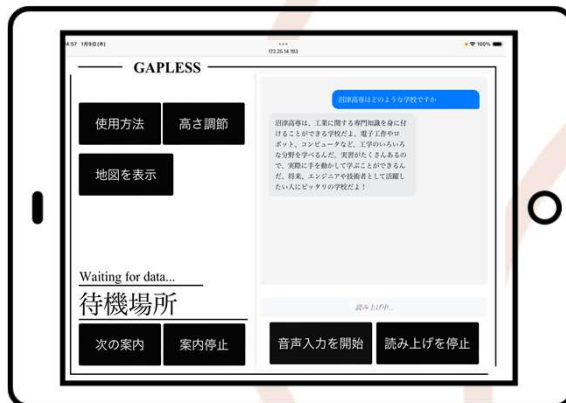 4:57 1月9日(木)
172.25.14.193
100%
GAPLESS
使用方法
高さ調節
地図を表示
Waiting for data...
待機場所
次の案内
案内停止
沼津高専はどのような学校ですか
沼津高専は、工業に関する専門知識を身に付
けることができる学校だよ。電子工作やロ
ボット、コンピュータなど、工学のいろいろ
な分野を学べるんだ。実習がたくさんあるの
で、実際に手を動かして学ぶことができるん
だ。将来、エンジニアや技術者として活躍し
たい人にピッタリの学校だよ！
読み上げ中...
音声入力を開始
読み上げを停止